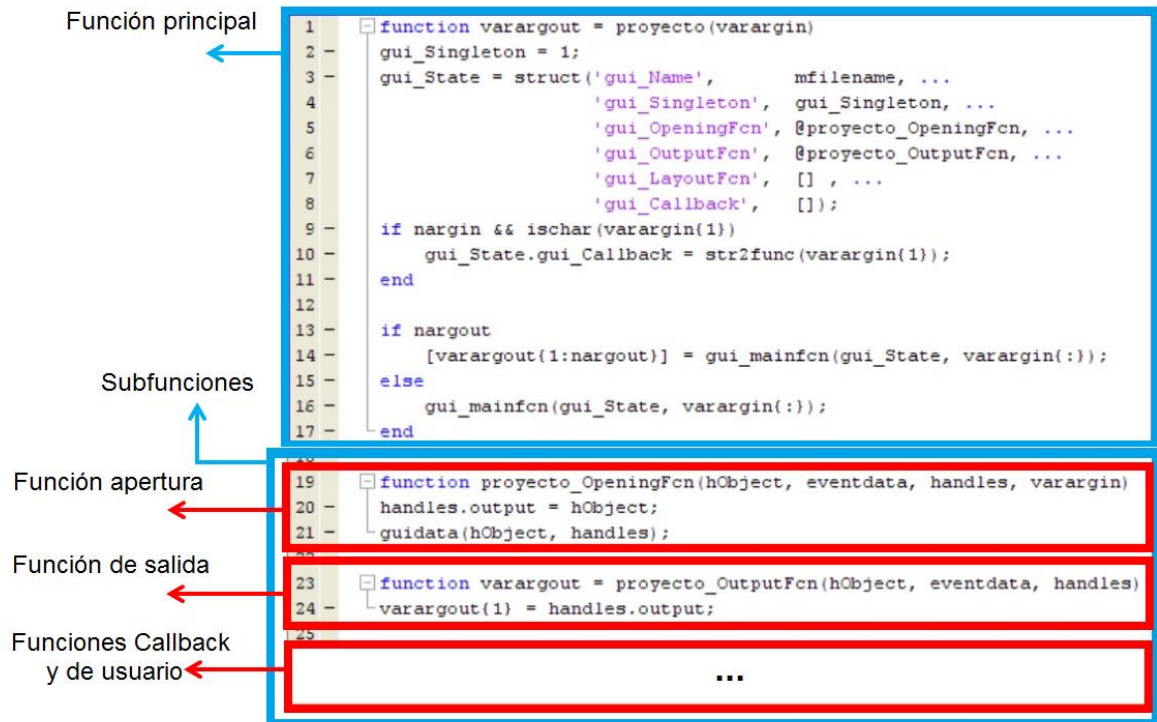 Función principal
1 function varargout = proyecto(varargin)
2 - gui_Singleton = 1;
3 - gui_State = struct('gui_Name', mfilename, ...
4 'gui_Singleton', gui_Singleton, ...
5 'gui_OpeningFcn', @proyecto_OpeningFcn, ...
6 'gui_OutputFcn', @proyecto_OutputFcn, ...
7 'gui_LayoutFcn', [] , ...
8 'gui_Callback', []);
9 - if nargin && ischar(varargin{1})
10 - gui_State.gui_Callback = str2func(varargin{1});
11 - end
12
13 - if nargout
14 - [varargout{1:nargout}] = gui_mainfcn(gui_State, varargin{:});
Subfunciones
15 - else
16 - gui_mainfcn(gui_State, varargin{:});
17 - end
Función apertura
19 function proyecto_OpeningFcn(hObject, eventdata, handles, varargin)
20 - handles.output = hObject;
21 - guidata(hObject, handles);
Función de salida
23 function varargout = proyecto_OutputFcn(hObject, eventdata, handles)
24 - varargout{1} = handles.output;
25
Funciones Callback
y de usuario
...